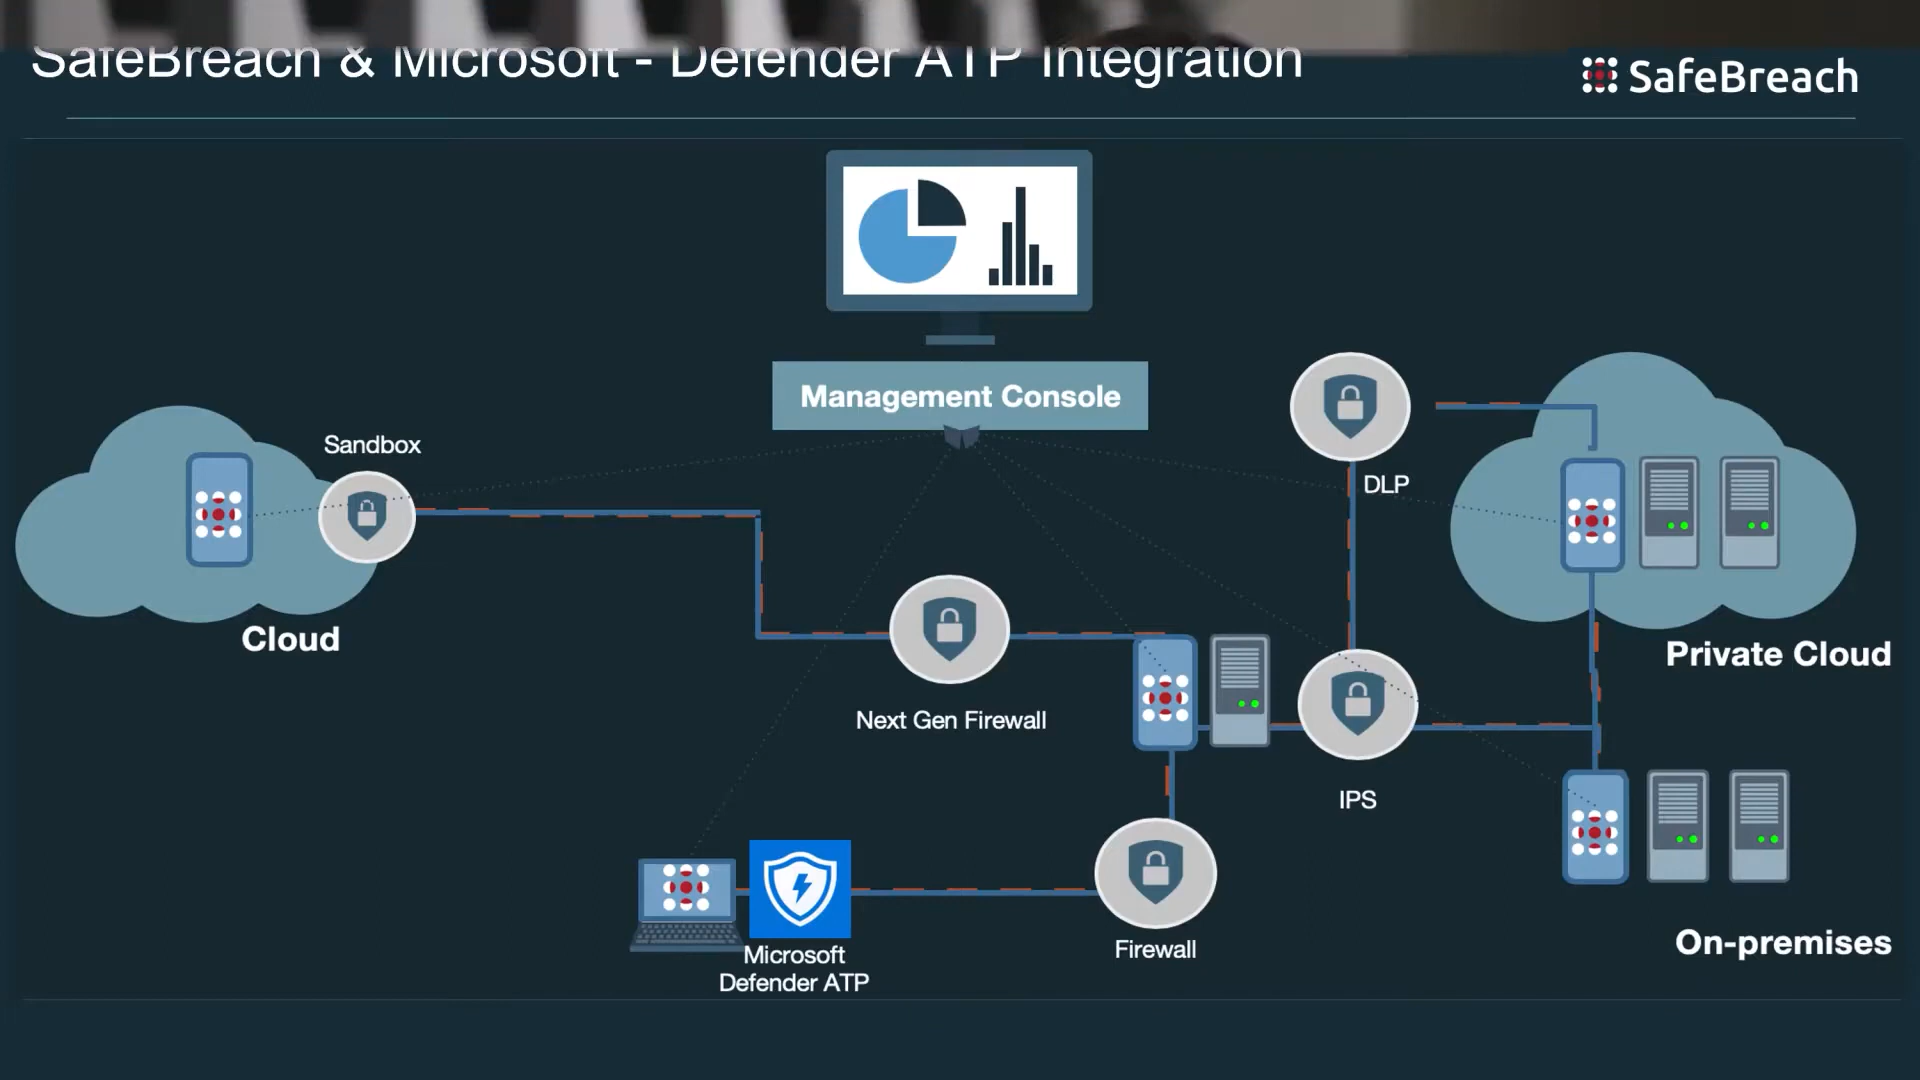 SafeBreach & Microsoft - Defender ATP Integration
SafeBreach
Management Console
Sandbox
DLP
Cloud
Private Cloud
Next Gen Firewall
IPS
Firewall
On-premises
Microsoft
Defender ATP